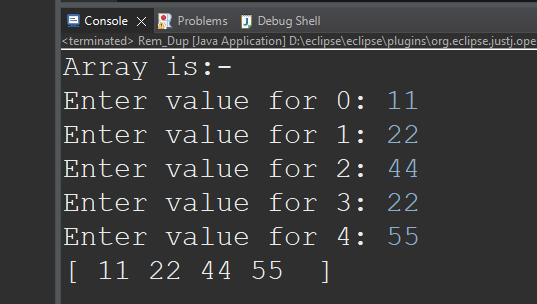 Console Problems Debug Shell
<terminated> Rem_Dup [Java Application] D:\eclipse\eclipse\plugins\org.eclipse.justj.ope
Array is:-
Enter value for 0: 11
Enter value for 1: 22
Enter value for 2: 44
Enter value for 3: 22
Enter value for 4: 55
[ 11 22 44 55  ]